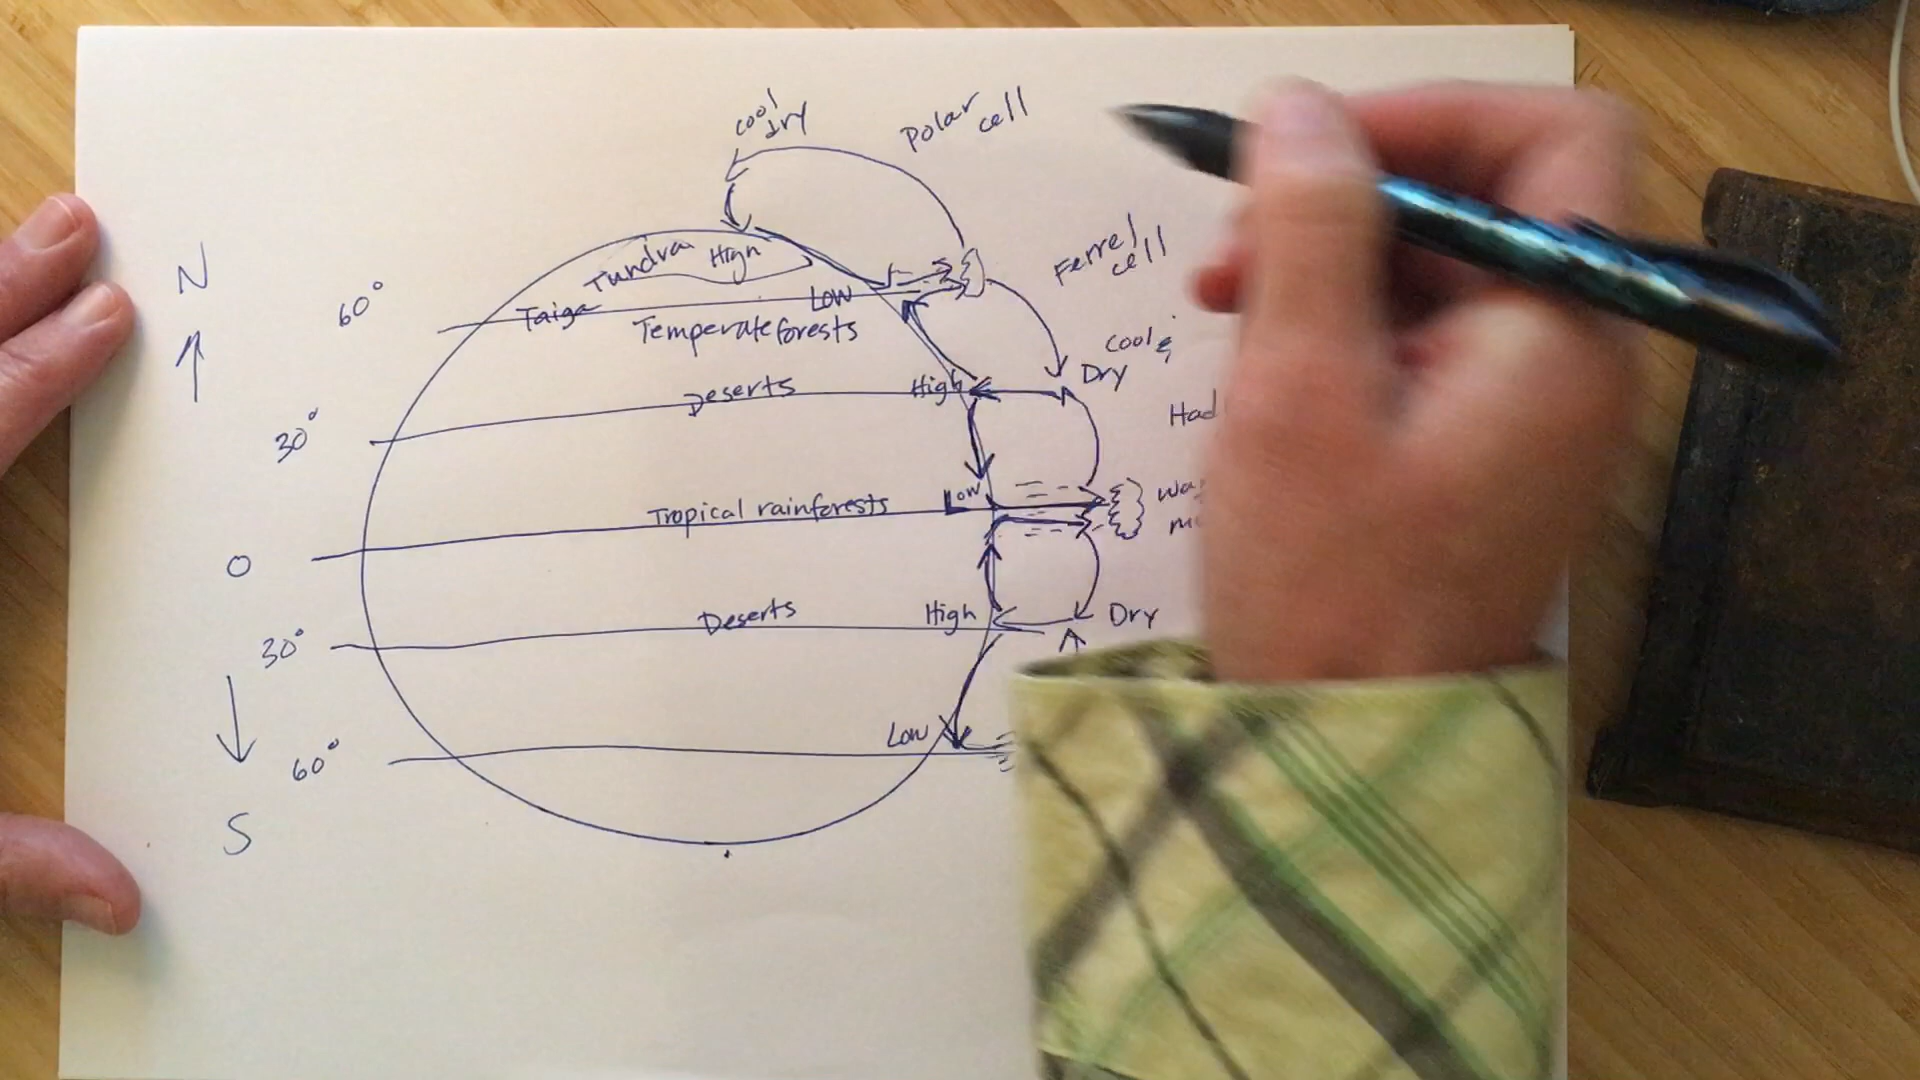 cool
dry
Polar
cell
N
Tundra High
Ferrel
cell
60°
Taiga
Low
Temperate forests
cool &
Dry
Deserts
High
30°
Low
Tropical rainforests
0
Deserts
High
Dry
30°
Low
60°
S